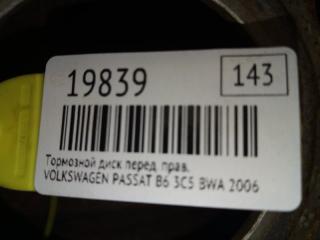 19839
143
Тормозной диск перед. прав.
VOLKSWAGEN PASSAT B6 3C5 BWA 2006